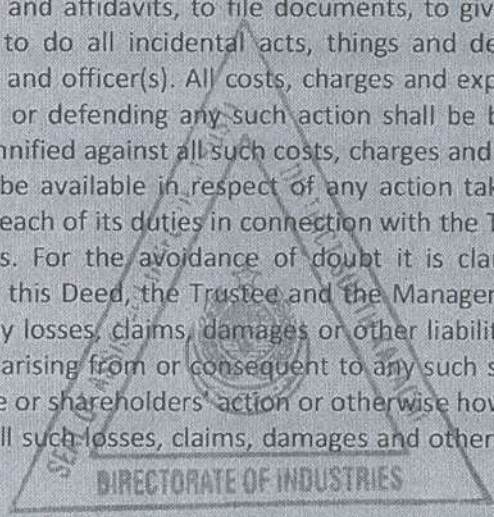 and affidavits, to file documents, to giv
to do all incidental acts, things and de
and officer(s). All costs, charges and exp
or defending any such action shall be b
nnified against all such costs, charges and
be available in respect of any action tak
each of its duties in connection with the T
s. For the avoidance of doubt it is cla
this Deed, the Trustee and the Manager
y losses, claims, damages or other liabilit
arising from or consequent to any such s
e or shareholders' action or otherwise how
ll such losses, claims, damages and other
DIRECTORATE OF INDUSTRIES